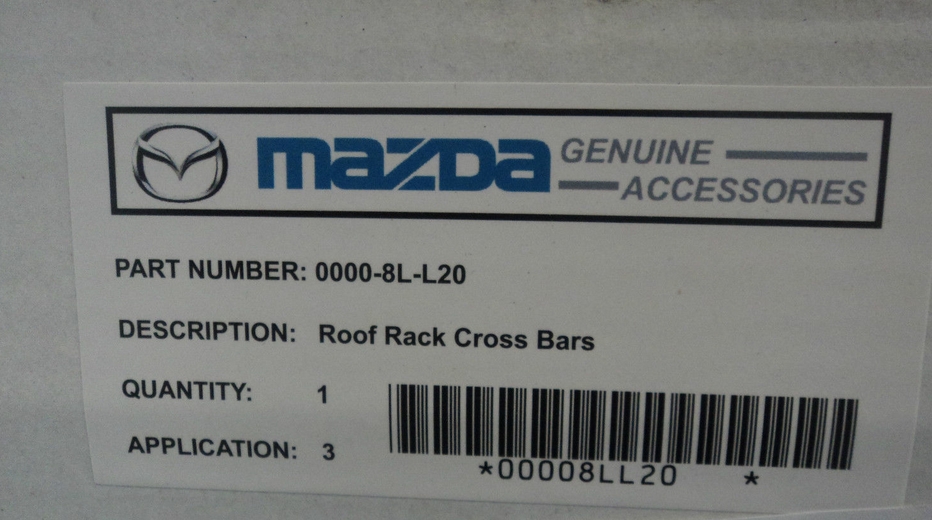 mazda GENUINE
ACCESSORIES
PART NUMBER: 0000-8L-L20
DESCRIPTION: Roof Rack Cross Bars
QUANTITY: 1
APPLICATION: 3
*00008LL20 *